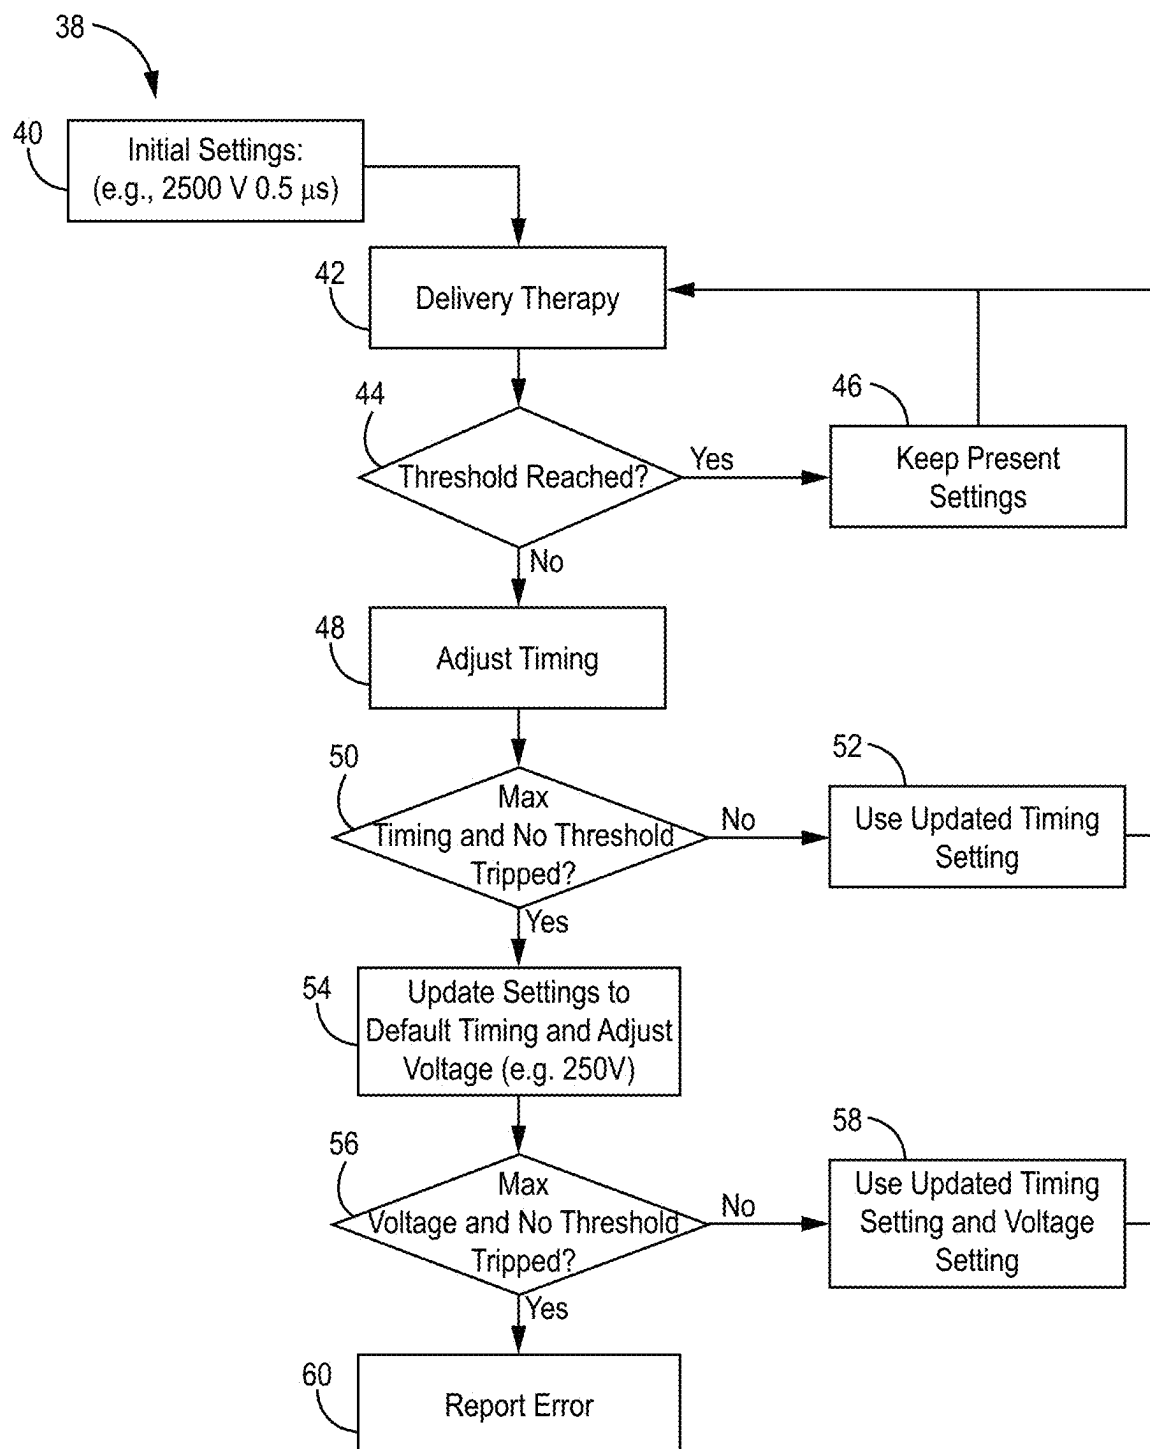 38
40
Initial Settings:
(e.g., 2500 V 0.5 μs)
42
Delivery Therapy
44
Threshold Reached?
Yes
46
Keep Present
Settings
No
48
Adjust Timing
50
Max
Timing and No Threshold
Tripped?
No
52
Use Updated Timing
Setting
Yes
54
Update Settings to
Default Timing and Adjust
Voltage (e.g. 250V)
56
Max
Voltage and No Threshold
Tripped?
No
58
Use Updated Timing
Setting and Voltage
Setting
Yes
60
Report Error